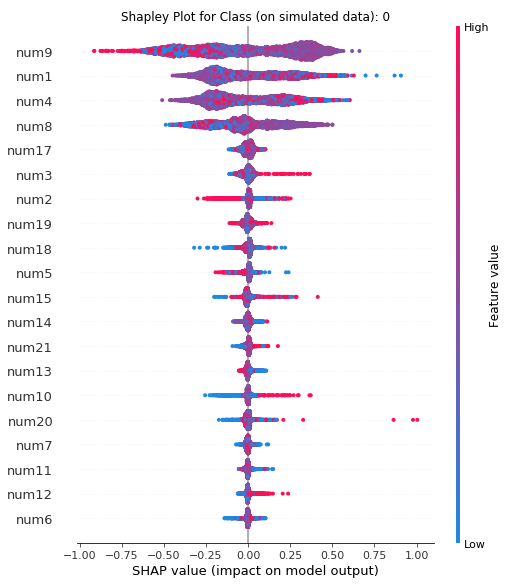 Shapley Plot for Class (on simulated data): 0
High
num9
num1
num4
num8
num17
num3
num2
num19
num18
num5
num15
num14
num21
num13
num10
num20
num7
num11
num12
num6
Feature value
Low
−1.00 −0.75 −0.50 −0.25 0.00 0.25 0.50 0.75 1.00
SHAP value (impact on model output)